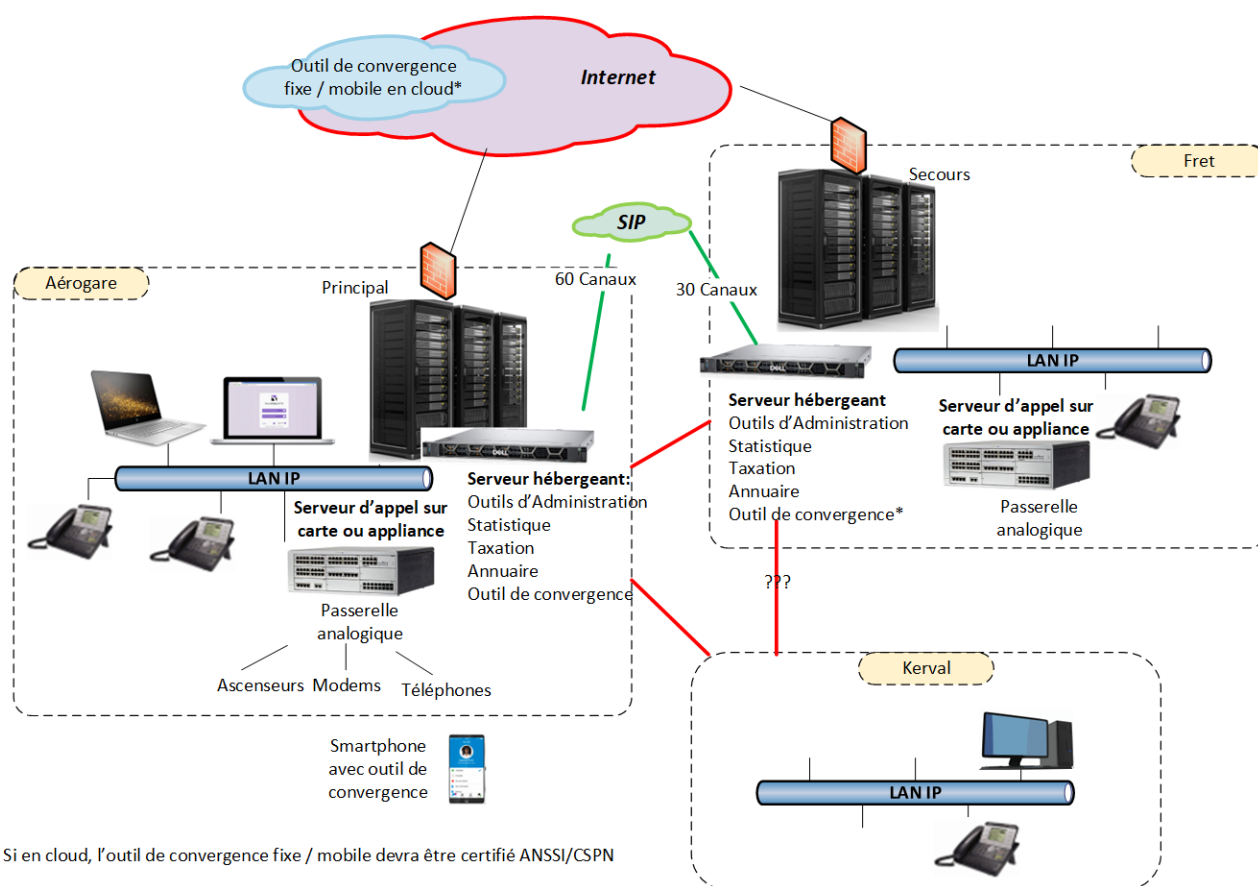 Outil de convergence
fixe / mobile en cloud*
Internet
Fret
Secours
SIP
Aérogare
Principal
60 Canaux
30 Canaux
LAN IP
Serveur hébergeant
Outils d’Administration
Statistique
Taxation
Annuaire
Outil de convergence*
Serveur d’appel sur
carte ou appliance
Passerelle
analogique
DELL
LAN IP
Serveur d’appel sur
carte ou appliance
Serveur hébergeant:
Outils d’Administration
Statistique
Taxation
Annuaire
Outil de convergence
Passerelle
analogique
Ascenseurs
Modems
Téléphones
???
Kerval
LAN IP
Smartphone
avec outil de
convergence
Si en cloud, l’outil de convergence fixe / mobile devra être certifié ANSSI/CSPN